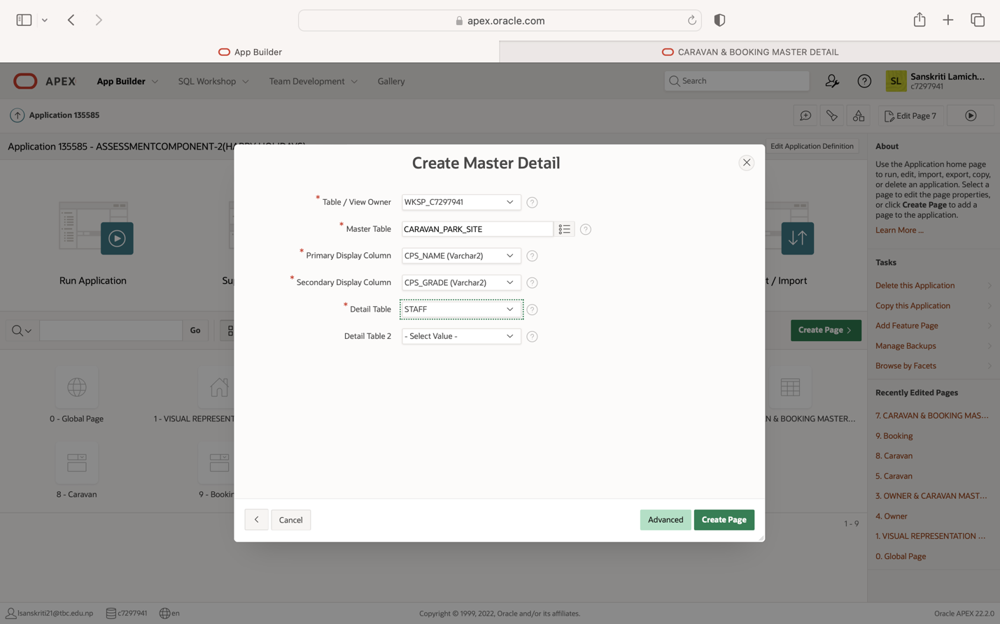 apex.oracle.com
App Builder
CARAVAN & BOOKING MASTER DETAIL
APEX
App Builder
SQL Workshop
Team Development
Gallery
Search
SL
Sanskriti Lamich...
c7297941
Application 135585
Edit Page 7
Application 135585 - ASSESSMENTCOMPONENT-2(HAPPY HOLIDAYS)
Edit Application Definition
Run Application
Su
t / Import
Go
Create Page
0 - Global Page
1 - VISUAL REPRESENT
N & BOOKING MASTER...
8 - Caravan
9 - Bookin
1 - 9
Create Master Detail
* Table / View Owner
WKSP_C7297941
* Master Table
CARAVAN_PARK_SITE
* Primary Display Column
CPS_NAME (Varchar2)
* Secondary Display Column
CPS_GRADE (Varchar2)
* Detail Table
STAFF
Detail Table 2
- Select Value -
Cancel
Advanced
Create Page
About
Use the Application home page
to run, edit, import, export, copy,
or delete an application. Select a
page to edit the page properties,
or click Create Page to add a
page to the application.
Learn More ...
Tasks
Delete this Application
Copy this Application
Add Feature Page
Manage Backups
Browse by Facets
Recently Edited Pages
7. CARAVAN & BOOKING MAS...
9. Booking
8. Caravan
5. Caravan
3. OWNER & CARAVAN MAST...
4. Owner
1. VISUAL REPRESENTATION ...
0. Global Page
lsanskriti21@tbc.edu.np
c7297941
en
Copyright © 1999, 2022, Oracle and/or its affiliates.
Oracle APEX 22.2.0